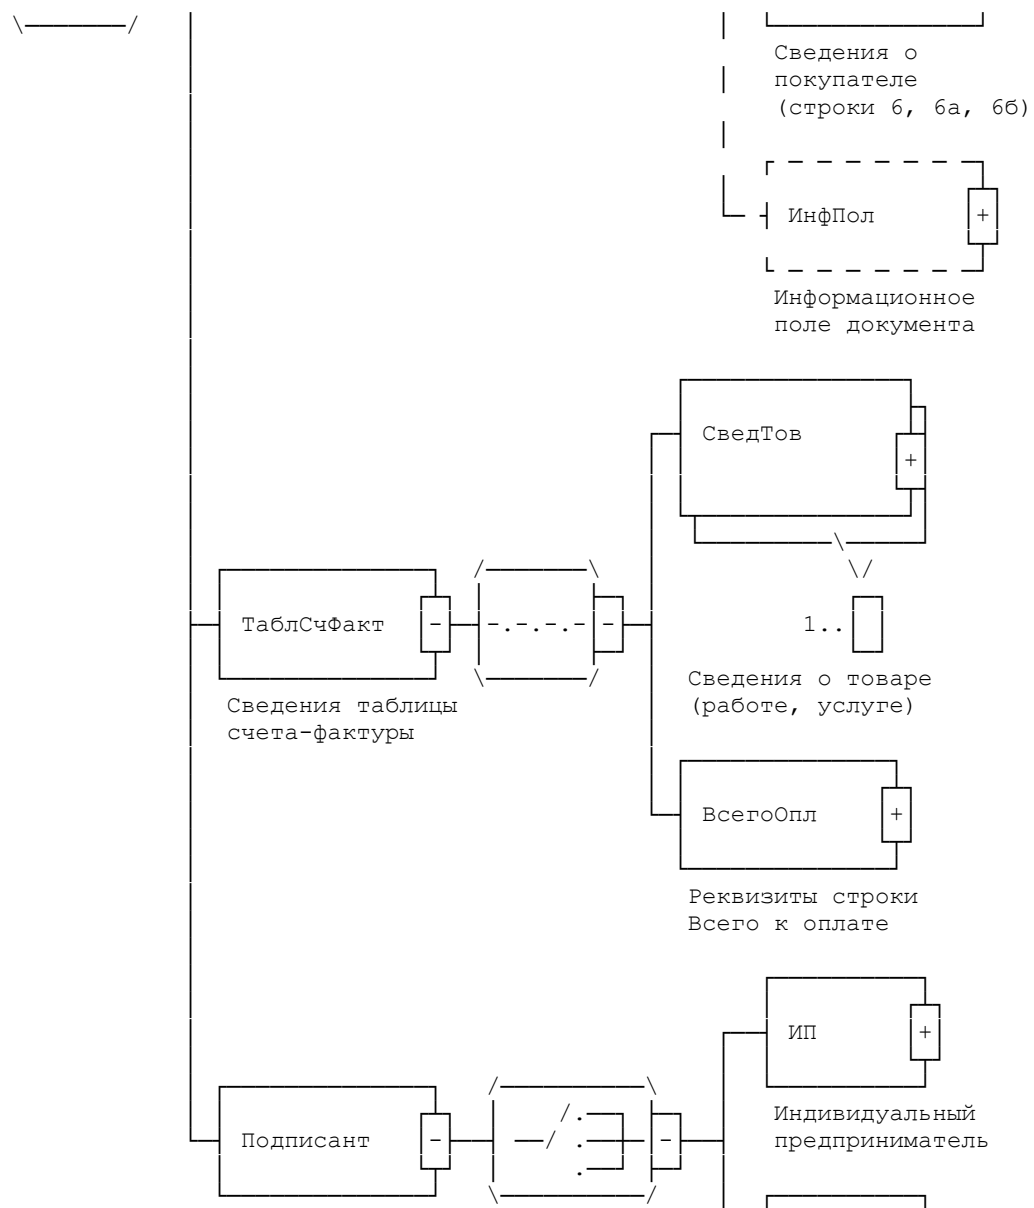 Сведения о
покупателе
(строки 6, 6а, 6б)
ИнфПол
+
Информационное
поле документа
СведТов
+
ТаблСчФакт
-
-.-.-.-
-
1..
Сведения таблицы
счета-фактуры
Сведения о товаре
(работе, услуге)
ВсегоОпл
+
Реквизиты строки
Всего к оплате
ИП
+
Индивидуальный
предприниматель
Подписант
-
-